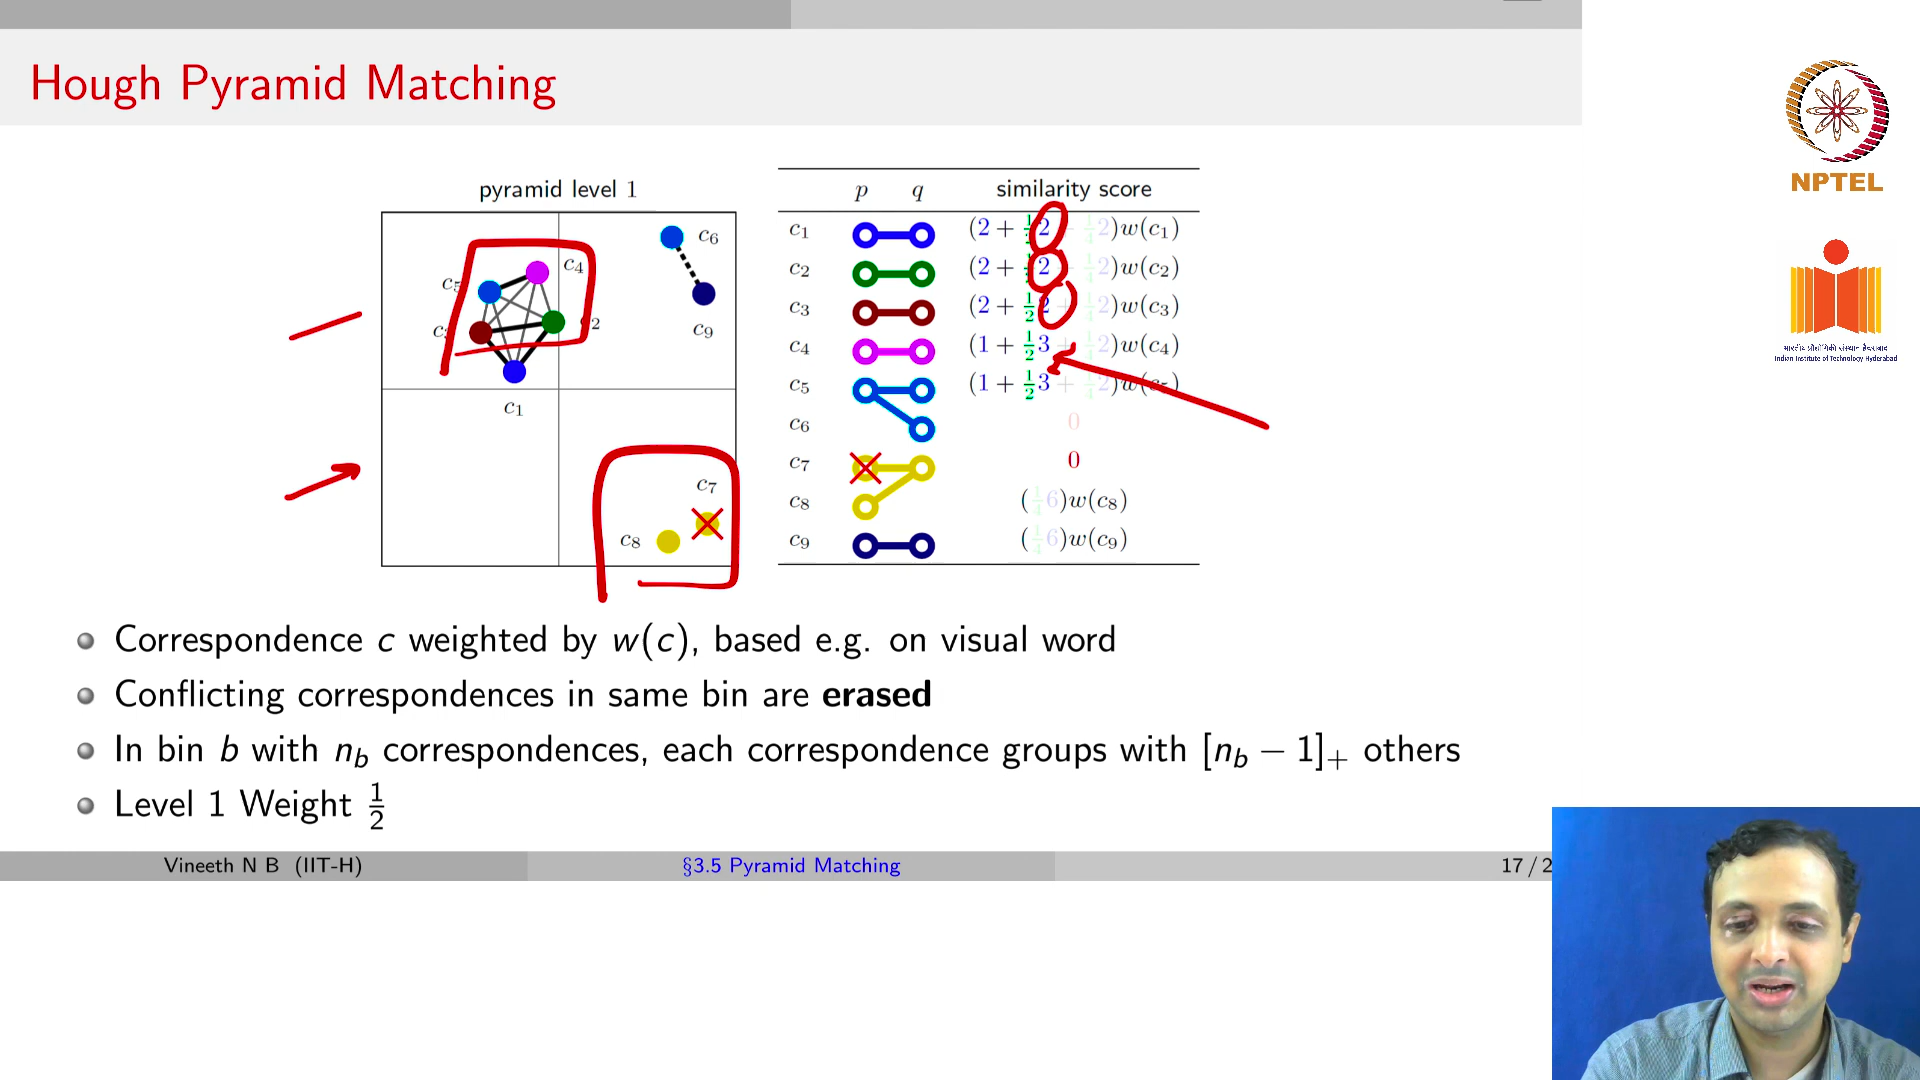 Hough Pyramid Matching
NPTEL
भारतीय प्रौद्योगिकी संस्थान हैदराबाद
Indian Institute of Technology Hyderabad
pyramid level 1
c6
c4
c9
c1
c7
c8
p q similarity score
c1 (2 + ½2 + ¼2)w(c1)
c2 (2 + ½2 + ¼2)w(c2)
c3 (2 + ½2 + ¼2)w(c3)
c4 (1 + ½3 + ¼2)w(c4)
c5 (1 + ½3 + ¼2)w(c5)
c6 0
c7 0
c8 (¼6)w(c8)
c9 (¼6)w(c9)
Correspondence c weighted by w(c), based e.g. on visual word
Conflicting correspondences in same bin are erased
In bin b with n_b correspondences, each correspondence groups with [n_b − 1]+ others
Level 1 Weight ½
Vineeth N B (IIT-H) §3.5 Pyramid Matching 17 / 2